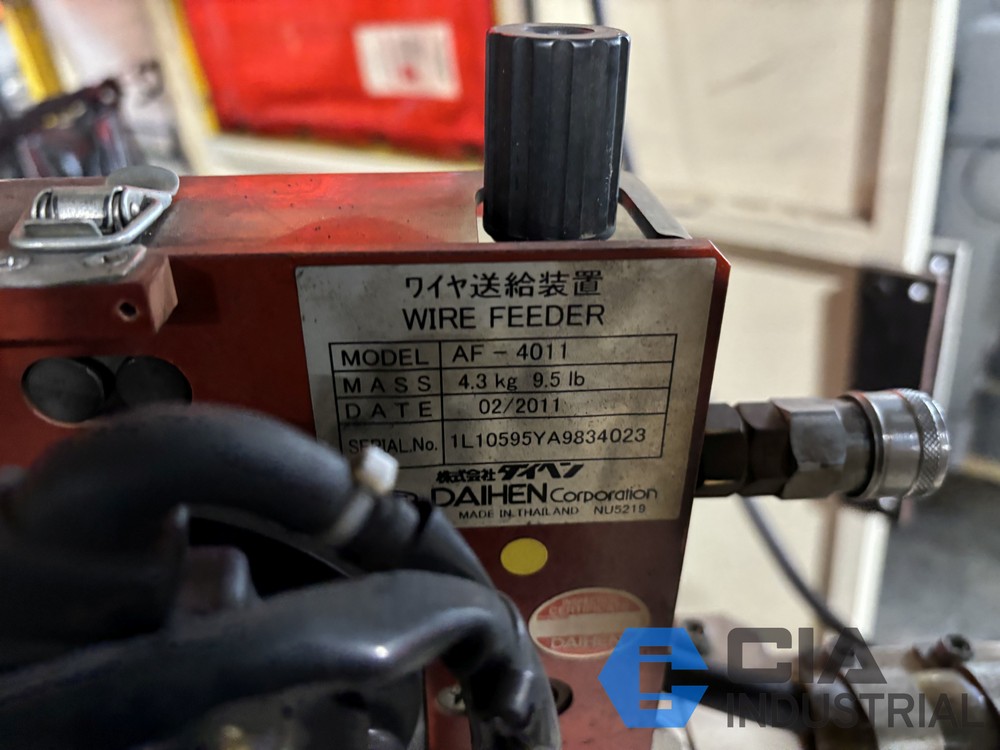 ワイヤ送給装置
WIRE FEEDER
MODEL AF-4011
MASS 4.3 kg 9.5 lb
DATE 02/2011
SERIAL.No. 1L10595YA9834023
株式会社 ダイヘン
DAIHEN Corporation
MADE IN THAILAND NU5219
DAIHEN
CIA
INDUSTRIAL